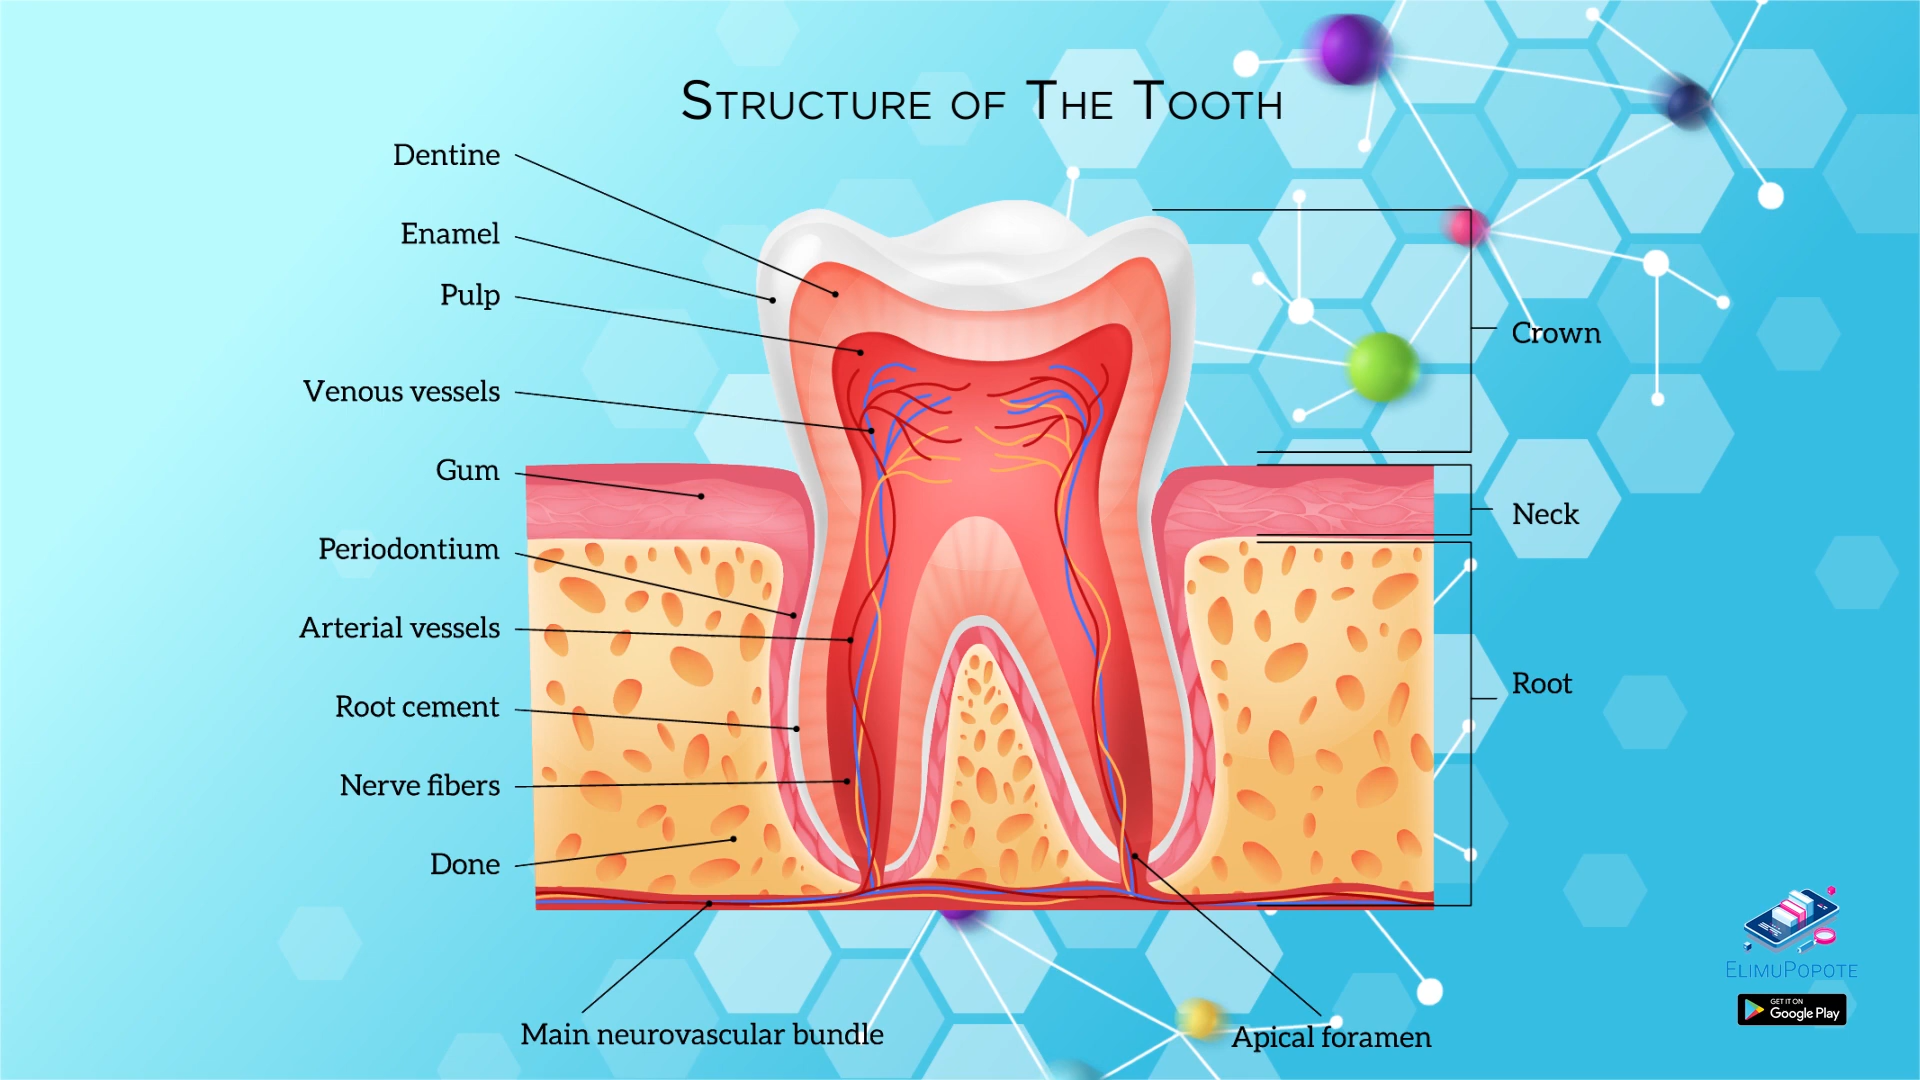 STRUCTURE OF THE TOOTH
Dentine
Enamel
Pulp
Venous vessels
Gum
Periodontium
Arterial vessels
Root cement
Nerve fibers
Done
Main neurovascular bundle
Apical foramen
Crown
Neck
Root
ELIMUPOPOTE
GET IT ON
Google Play